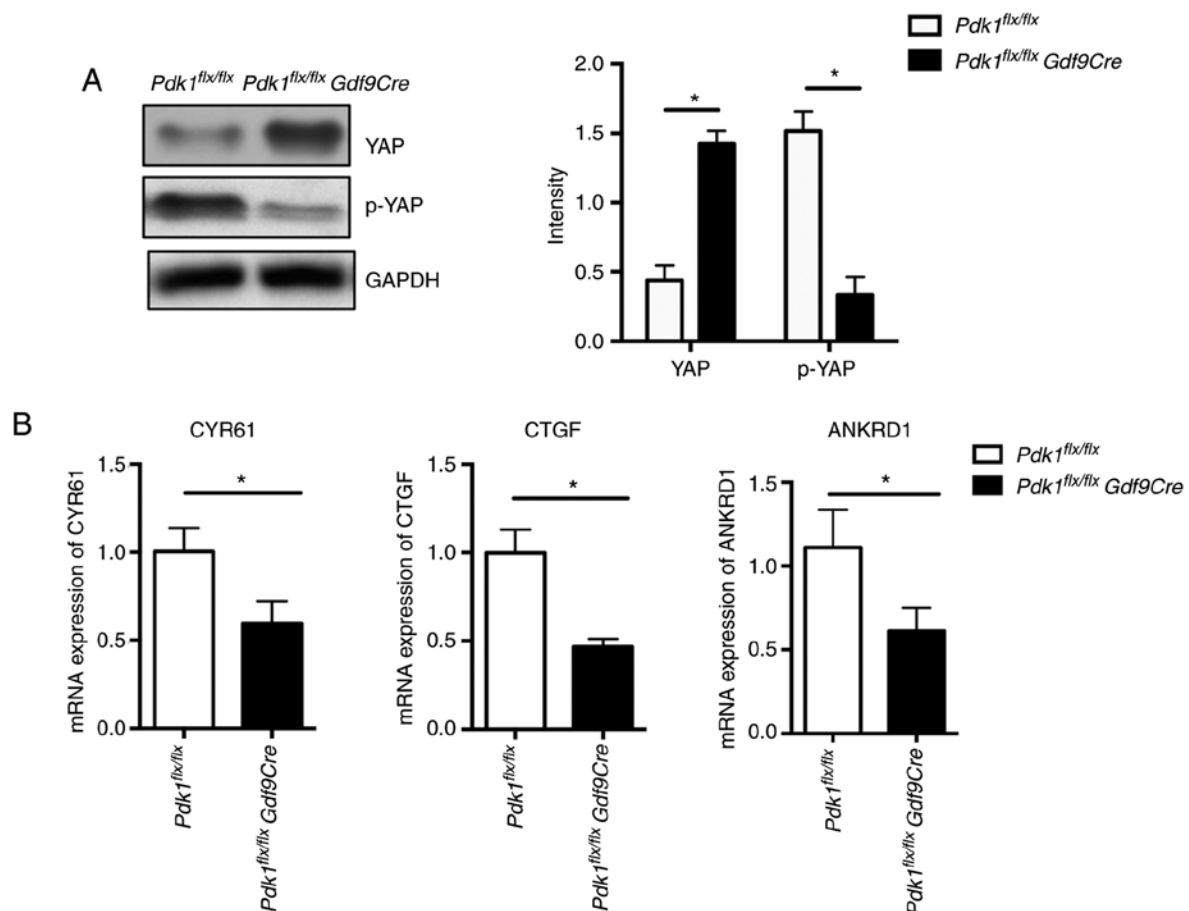 Pdk1flx/flx
Pdk1flx/flx Gdf9Cre
A
Pdk1flx/flx Pdk1flx/flx Gdf9Cre
YAP
p-YAP
GAPDH
Intensity
2.0
1.5
1.0
0.5
0.0
*
*
YAP p-YAP
B
CYR61
mRNA expression of CYR61
1.5
1.0
0.5
0.0
*
Pdk1flx/flx
Pdk1flx/flx Gdf9Cre
CTGF
mRNA expression of CTGF
1.5
1.0
0.5
0.0
*
Pdk1flx/flx
Pdk1flx/flx Gdf9Cre
ANKRD1
mRNA expression of ANKRD1
1.5
1.0
0.5
0.0
*
Pdk1flx/flx
Pdk1flx/flx Gdf9Cre
Pdk1flx/flx
Pdk1flx/flx Gdf9Cre